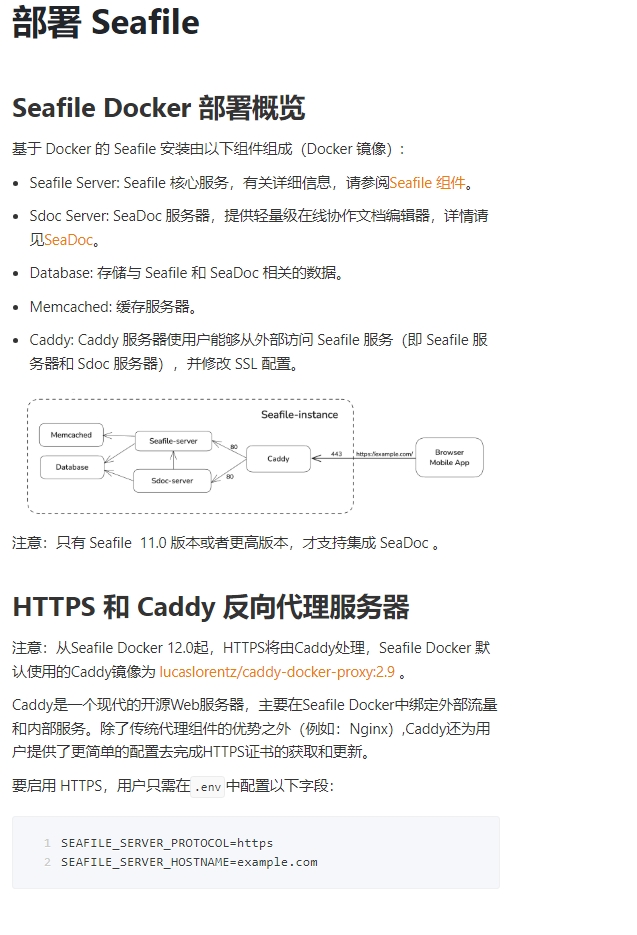 部署 Seafile
Seafile Docker 部署概览
基于 Docker 的 Seafile 安装由以下组件组成（Docker 镜像）:
Seafile Server: Seafile 核心服务，有关详细信息，请参阅Seafile 组件。
Sdoc Server: SeaDoc 服务器，提供轻量级在线协作文档编辑器，详情请
见SeaDoc。
Database: 存储与 Seafile 和 SeaDoc 相关的数据。
Memcached: 缓存服务器。
Caddy: Caddy 服务器使用户能够从外部访问 Seafile 服务（即 Seafile 服
务器和 Sdoc 服务器），并修改 SSL 配置。
Seafile-instance
Memcached
Seafile-server
80
Database
Caddy
443
https://example.com/
Browser
Mobile App
Sdoc-server
80
注意：只有 Seafile 11.0 版本或者更高版本，才支持集成 SeaDoc 。
HTTPS 和 Caddy 反向代理服务器
注意：从Seafile Docker 12.0起，HTTPS将由Caddy处理，Seafile Docker 默
认使用的Caddy镜像为 lucaslorentz/caddy-docker-proxy:2.9 。
Caddy是一个现代的开源Web服务器，主要在Seafile Docker中绑定外部流量
和内部服务。除了传统代理组件的优势之外（例如：Nginx）,Caddy还为用
户提供了更简单的配置去完成HTTPS证书的获取和更新。
要启用 HTTPS，用户只需在 .env 中配置以下字段：
1 SEAFILE_SERVER_PROTOCOL=https
2 SEAFILE_SERVER_HOSTNAME=example.com